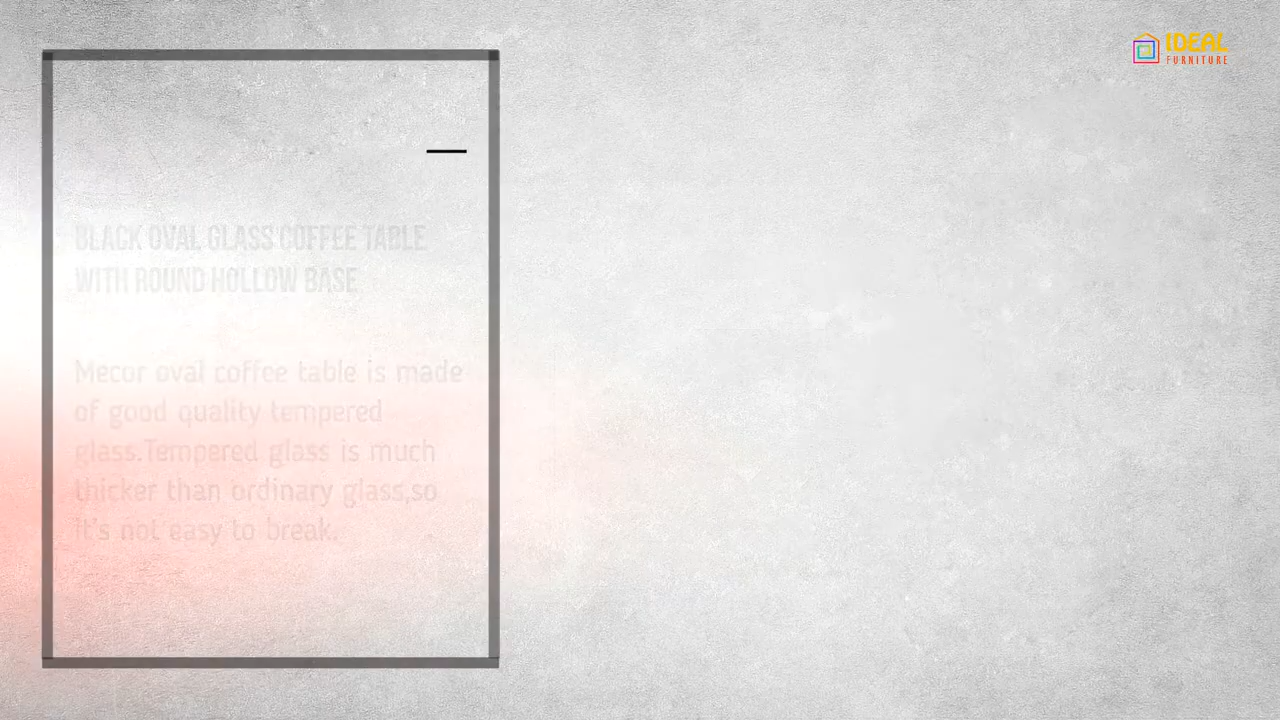 IDEAL
FURNITURE
BLACK OVAL GLASS COFFEE TABLE
WITH ROUND HOLLOW BASE
Mecor oval coffee table is made
of good quality tempered
glass.Tempered glass is much
thicker than ordinary glass,so
it's not easy to break.